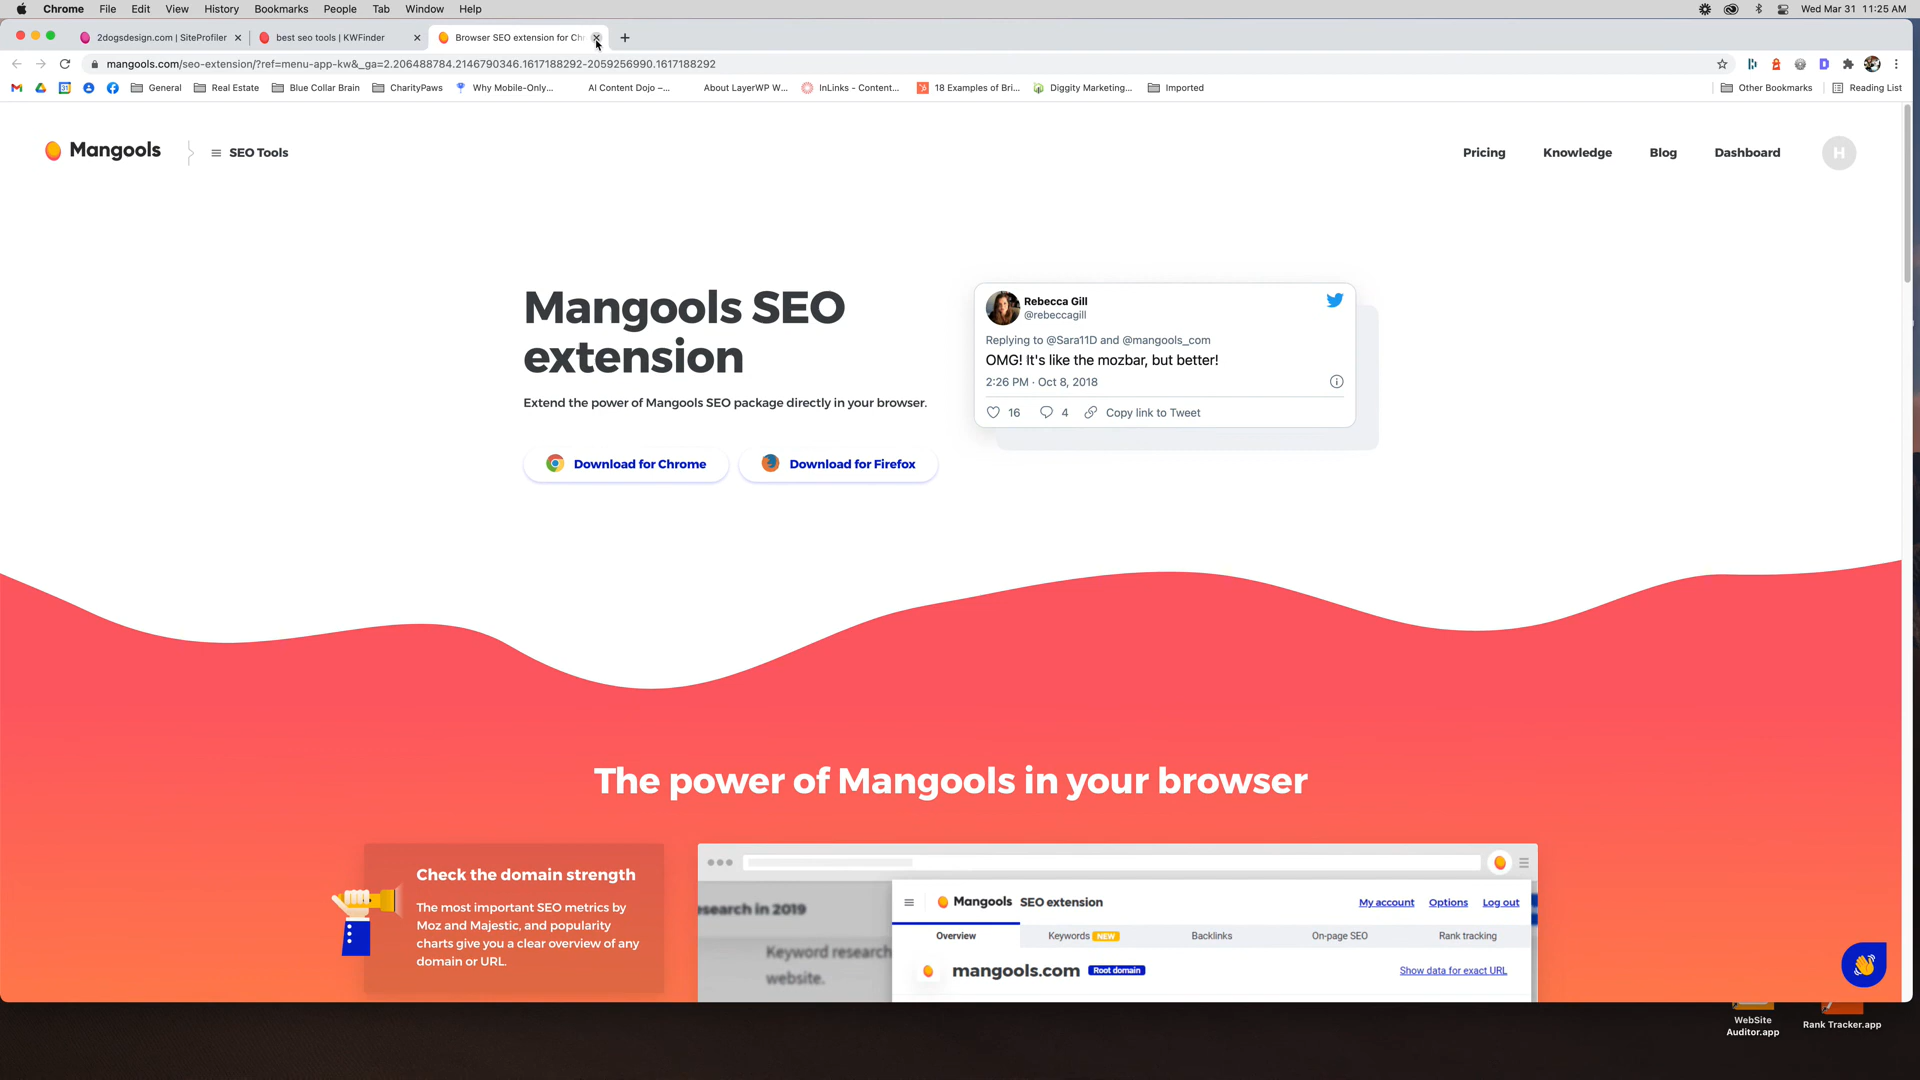 Chrome File Edit View History Bookmarks People Tab Window Help Wed Mar 31 11:25 AM
2dogsdesign.com | SiteProfiler best seo tools | KWFinder Browser SEO extension for Ch
mangools.com/seo-extension/?ref=menu-app-kw&_ga=2.206488784.2146790346.1617188292-2059256990.1617188292
General Real Estate Blue Collar Brain CharityPaws Why Mobile-Only... AI Content Dojo –... About LayerWP W... InLinks - Content... 18 Examples of Bri... Diggity Marketing... Imported Other Bookmarks Reading List
Mangools SEO Tools Pricing Knowledge Blog Dashboard H
Mangools SEO
extension
Extend the power of Mangools SEO package directly in your browser.
Download for Chrome Download for Firefox
Rebecca Gill
@rebeccagill
Replying to @Sara11D and @mangools_com
OMG! It's like the mozbar, but better!
2:26 PM · Oct 8, 2018
16 4 Copy link to Tweet
The power of Mangools in your browser
Check the domain strength
The most important SEO metrics by
Moz and Majestic, and popularity
charts give you a clear overview of any
domain or URL.
search in 2019
Keyword research
website.
Mangools SEO extension My account Options Log out
Overview Keywords NEW Backlinks On-page SEO Rank tracking
mangools.com Root domain Show data for exact URL
WebSite
Auditor.app
Rank Tracker.app